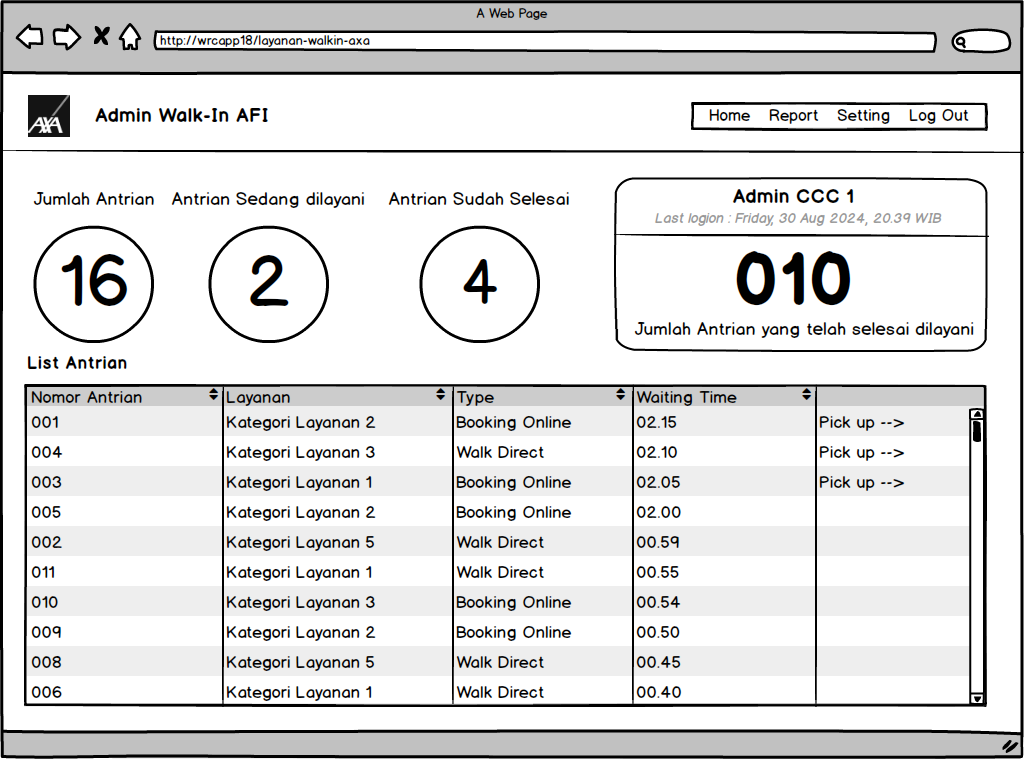 A Web Page
http://wrcapp18/layanan-walkin-axa
AXA
Admin Walk-In AFI
Home Report Setting Log Out
Jumlah Antrian Antrian Sedang dilayani Antrian Sudah Selesai
16 2 4
Admin CCC 1
Last logion : Friday, 30 Aug 2024, 20.39 WIB
010
Jumlah Antrian yang telah selesai dilayani
List Antrian
Nomor Antrian Layanan Type Waiting Time
001 Kategori Layanan 2 Booking Online 02.15 Pick up -->
004 Kategori Layanan 3 Walk Direct 02.10 Pick up -->
003 Kategori Layanan 1 Booking Online 02.05 Pick up -->
005 Kategori Layanan 2 Booking Online 02.00
002 Kategori Layanan 5 Walk Direct 00.59
011 Kategori Layanan 1 Walk Direct 00.55
010 Kategori Layanan 3 Booking Online 00.54
009 Kategori Layanan 2 Booking Online 00.50
008 Kategori Layanan 5 Walk Direct 00.45
006 Kategori Layanan 1 Walk Direct 00.40